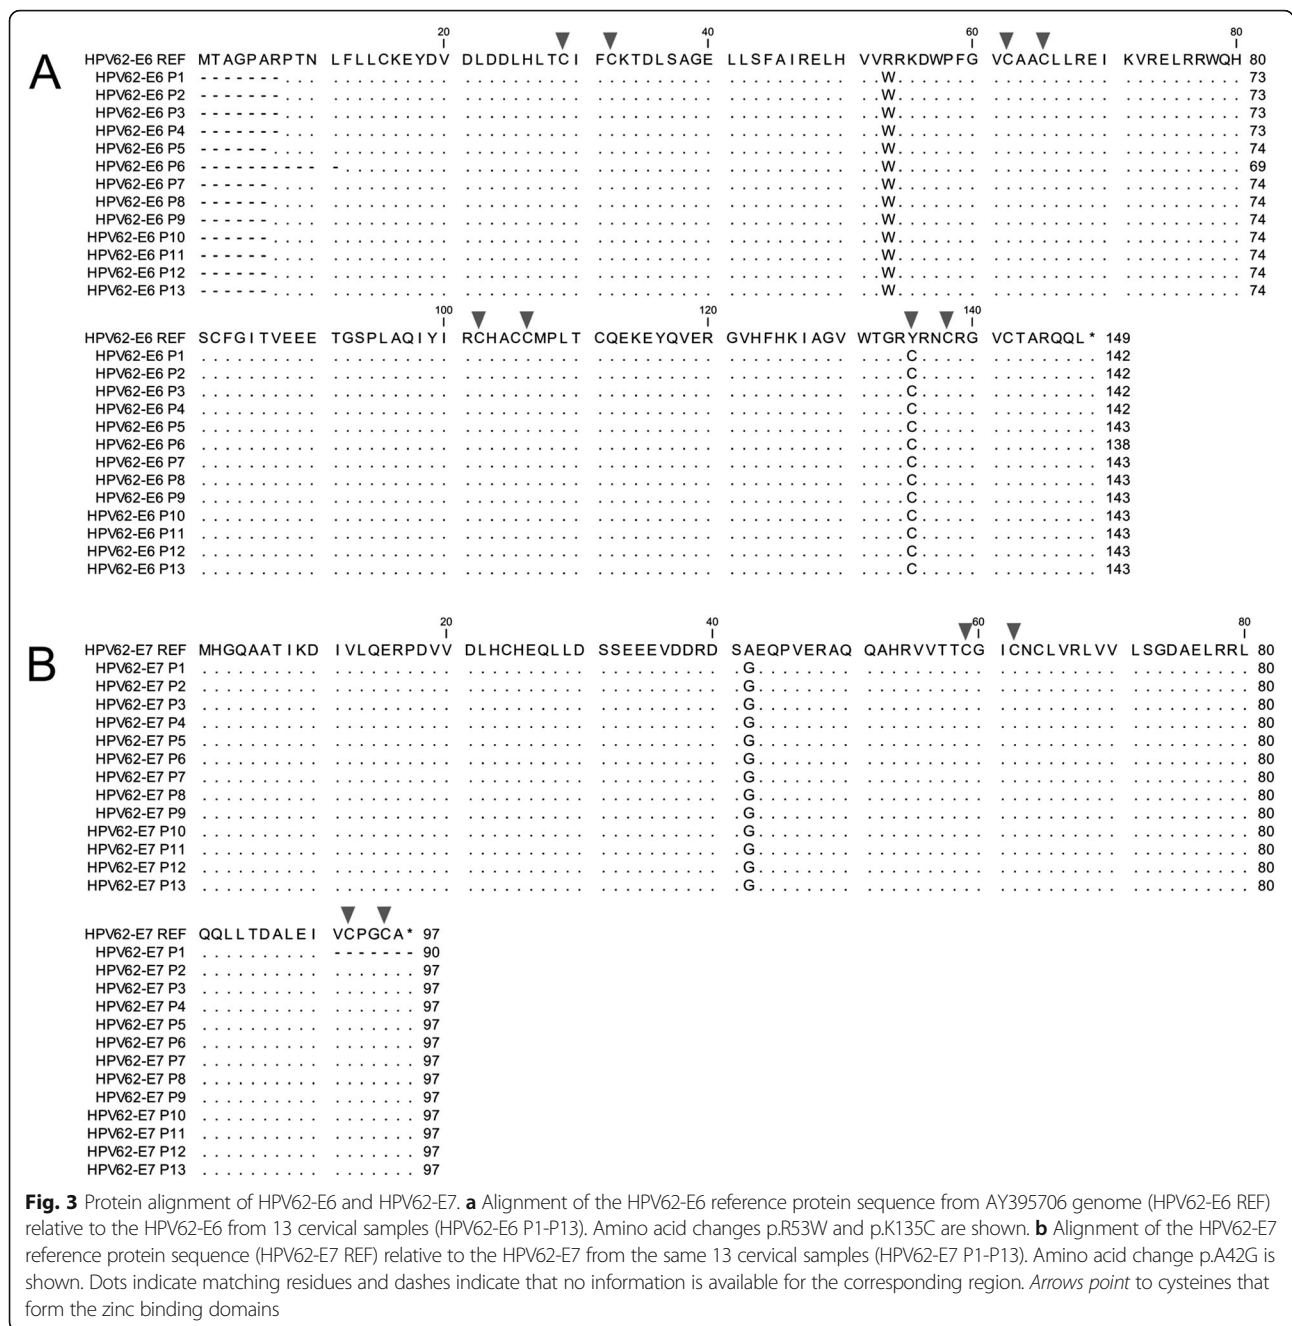 A
20 40 60 80
HPV62-E6 REF MTAGPARPTN LFLLCKEYDV DLDDLHLTCI FCKTDLSAGE LLSFAIRELH VVRRKDWPFG VCAACLLREI KVRELRRWQH 80
HPV62-E6 P1 -------... .......... .......... .......... .......... ..W....... .......... .......... 73
HPV62-E6 P2 -------... .......... .......... .......... .......... ..W....... .......... .......... 73
HPV62-E6 P3 -------... .......... .......... .......... .......... ..W....... .......... .......... 73
HPV62-E6 P4 -------... .......... .......... .......... .......... ..W....... .......... .......... 73
HPV62-E6 P5 ------.... .......... .......... .......... .......... ..W....... .......... .......... 74
HPV62-E6 P6 ---------- -......... .......... .......... .......... ..W....... .......... .......... 69
HPV62-E6 P7 ------.... .......... .......... .......... .......... ..W....... .......... .......... 74
HPV62-E6 P8 ------.... .......... .......... .......... .......... ..W....... .......... .......... 74
HPV62-E6 P9 ------.... .......... .......... .......... .......... ..W....... .......... .......... 74
HPV62-E6 P10 ------.... .......... .......... .......... .......... ..W....... .......... .......... 74
HPV62-E6 P11 ------.... .......... .......... .......... .......... ..W....... .......... .......... 74
HPV62-E6 P12 ------.... .......... .......... .......... .......... ..W....... .......... .......... 74
HPV62-E6 P13 ------.... .......... .......... .......... .......... ..W....... .......... .......... 74
100 120 140
HPV62-E6 REF SCFGITVEEE TGSPLAQIYI RCHACCMPLT CQEKEYQVER GVHFHKIAGV WTGRYRNCRG VCTARQQL* 149
HPV62-E6 P1 .......... .......... .......... .......... .......... ....C..... ......... 142
HPV62-E6 P2 .......... .......... .......... .......... .......... ....C..... ......... 142
HPV62-E6 P3 .......... .......... .......... .......... .......... ....C..... ......... 142
HPV62-E6 P4 .......... .......... .......... .......... .......... ....C..... ......... 142
HPV62-E6 P5 .......... .......... .......... .......... .......... ....C..... ......... 143
HPV62-E6 P6 .......... .......... .......... .......... .......... ....C..... ......... 138
HPV62-E6 P7 .......... .......... .......... .......... .......... ....C..... ......... 143
HPV62-E6 P8 .......... .......... .......... .......... .......... ....C..... ......... 143
HPV62-E6 P9 .......... .......... .......... .......... .......... ....C..... ......... 143
HPV62-E6 P10 .......... .......... .......... .......... .......... ....C..... ......... 143
HPV62-E6 P11 .......... .......... .......... .......... .......... ....C..... ......... 143
HPV62-E6 P12 .......... .......... .......... .......... .......... ....C..... ......... 143
HPV62-E6 P13 .......... .......... .......... .......... .......... ....C..... ......... 143
B
20 40 60 80
HPV62-E7 REF MHGQAATIKD IVLQERPDVV DLHCHEQLLD SSEEEVDDRD SAEQPVERAQ QAHRVVTTCG ICNCLVRLVV LSGDAELRRL 80
HPV62-E7 P1 .......... .......... .......... .......... .G........ .......... .......... .......... 80
HPV62-E7 P2 .......... .......... .......... .......... .G........ .......... .......... .......... 80
HPV62-E7 P3 .......... .......... .......... .......... .G........ .......... .......... .......... 80
HPV62-E7 P4 .......... .......... .......... .......... .G........ .......... .......... .......... 80
HPV62-E7 P5 .......... .......... .......... .......... .G........ .......... .......... .......... 80
HPV62-E7 P6 .......... .......... .......... .......... .G........ .......... .......... .......... 80
HPV62-E7 P7 .......... .......... .......... .......... .G........ .......... .......... .......... 80
HPV62-E7 P8 .......... .......... .......... .......... .G........ .......... .......... .......... 80
HPV62-E7 P9 .......... .......... .......... .......... .G........ .......... .......... .......... 80
HPV62-E7 P10 .......... .......... .......... .......... .G........ .......... .......... .......... 80
HPV62-E7 P11 .......... .......... .......... .......... .G........ .......... .......... .......... 80
HPV62-E7 P12 .......... .......... .......... .......... .G........ .......... .......... .......... 80
HPV62-E7 P13 .......... .......... .......... .......... .G........ .......... .......... .......... 80
HPV62-E7 REF QQLLTDALEI VCPGCA* 97
HPV62-E7 P1 .......... ------- 90
HPV62-E7 P2 .......... ....... 97
HPV62-E7 P3 .......... ....... 97
HPV62-E7 P4 .......... ....... 97
HPV62-E7 P5 .......... ....... 97
HPV62-E7 P6 .......... ....... 97
HPV62-E7 P7 .......... ....... 97
HPV62-E7 P8 .......... ....... 97
HPV62-E7 P9 .......... ....... 97
HPV62-E7 P10 .......... ....... 97
HPV62-E7 P11 .......... ....... 97
HPV62-E7 P12 .......... ....... 97
HPV62-E7 P13 .......... ....... 97
Fig. 3 Protein alignment of HPV62-E6 and HPV62-E7. a Alignment of the HPV62-E6 reference protein sequence from AY395706 genome (HPV62-E6 REF)
relative to the HPV62-E6 from 13 cervical samples (HPV62-E6 P1-P13). Amino acid changes p.R53W and p.K135C are shown. b Alignment of the HPV62-E7
reference protein sequence (HPV62-E7 REF) relative to the HPV62-E7 from the same 13 cervical samples (HPV62-E7 P1-P13). Amino acid change p.A42G is
shown. Dots indicate matching residues and dashes indicate that no information is available for the corresponding region. Arrows point to cysteines that
form the zinc binding domains